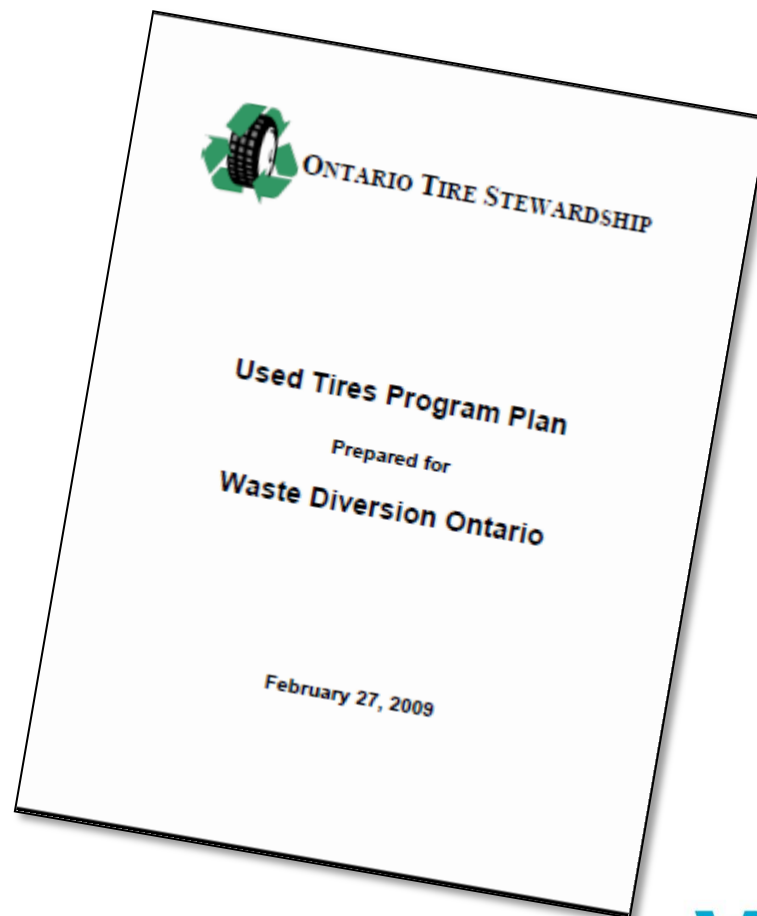 ONTARIO TIRE STEWARDSHIP
Used Tires Program Plan
Prepared for
Waste Diversion Ontario
February 27, 2009